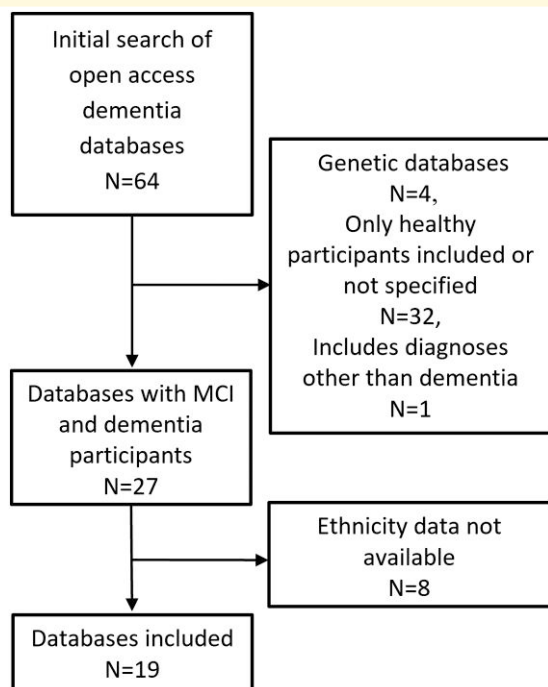 Initial search of
open access
dementia
databases
N=64
Genetic databases
N=4,
Only healthy
participants included or
not specified
N=32,
Includes diagnoses
other than dementia
N=1
Databases with MCI
and dementia
participants
N=27
Ethnicity data not
available
N=8
Databases included
N=19